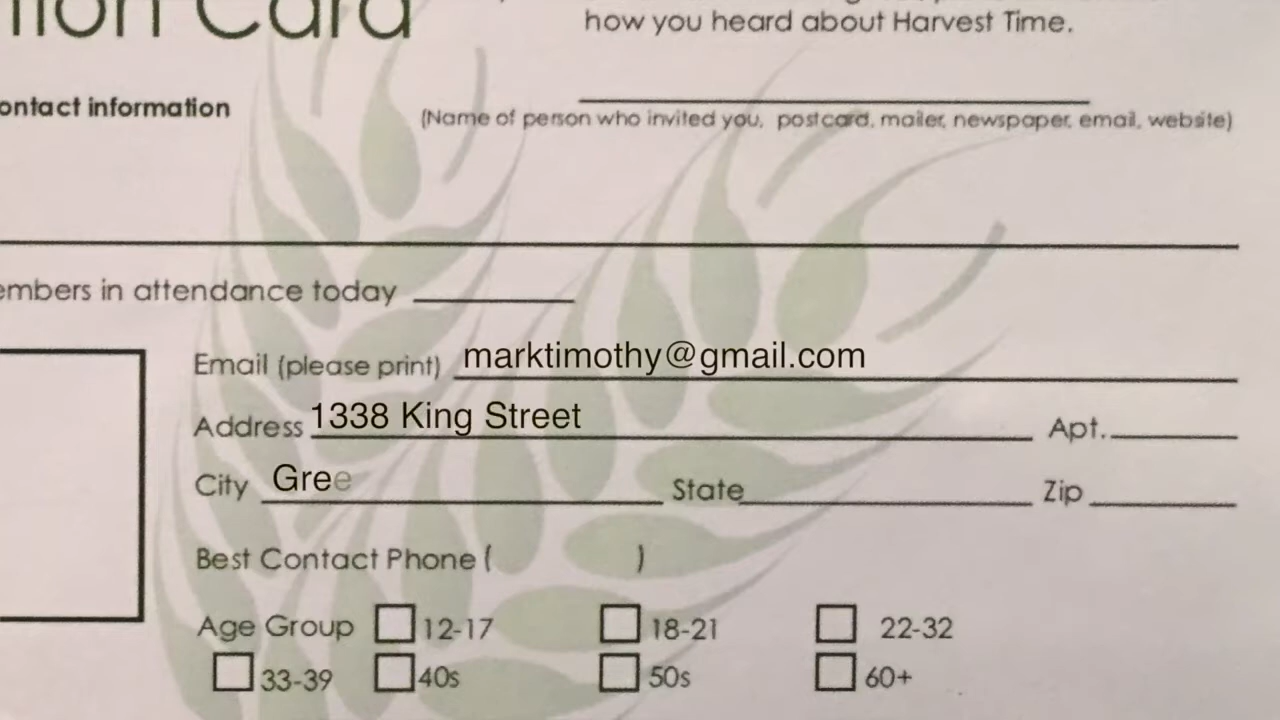 tion Card
how you heard about Harvest Time.
ontact information
(Name of person who invited you, postcard, mailer, newspaper, email, website)
embers in attendance today
Email (please print) marktimothy@gmail.com
Address 1338 King Street Apt.
City Gree State Zip
Best Contact Phone ( )
Age Group 12-17 18-21 22-32
33-39 40s 50s 60+